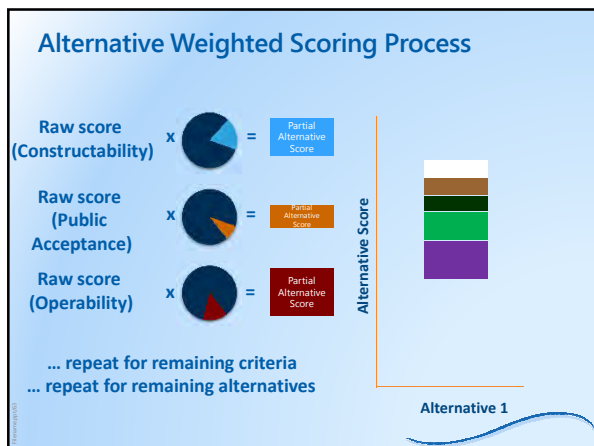 Alternative Weighted Scoring Process
Raw score
(Constructability)
x
=
Partial
Alternative
Score
Raw score
(Public
Acceptance)
x
=
Partial
Alternative
Score
Raw score
(Operability)
x
=
Partial
Alternative
Score
… repeat for remaining criteria
… repeat for remaining alternatives
Alternative Score
Alternative 1